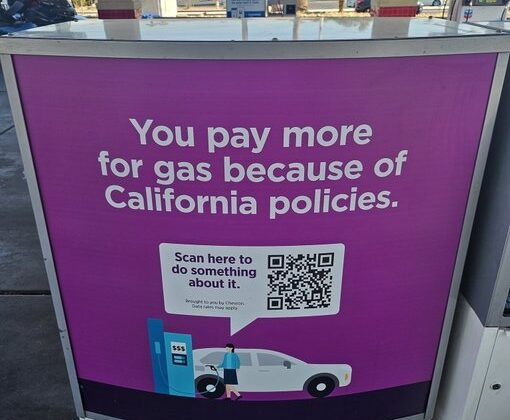 You pay more
for gas because of
California policies.
Scan here to
do something
about it.
Brought to you by Chevron.
Data rates may apply.
$$$